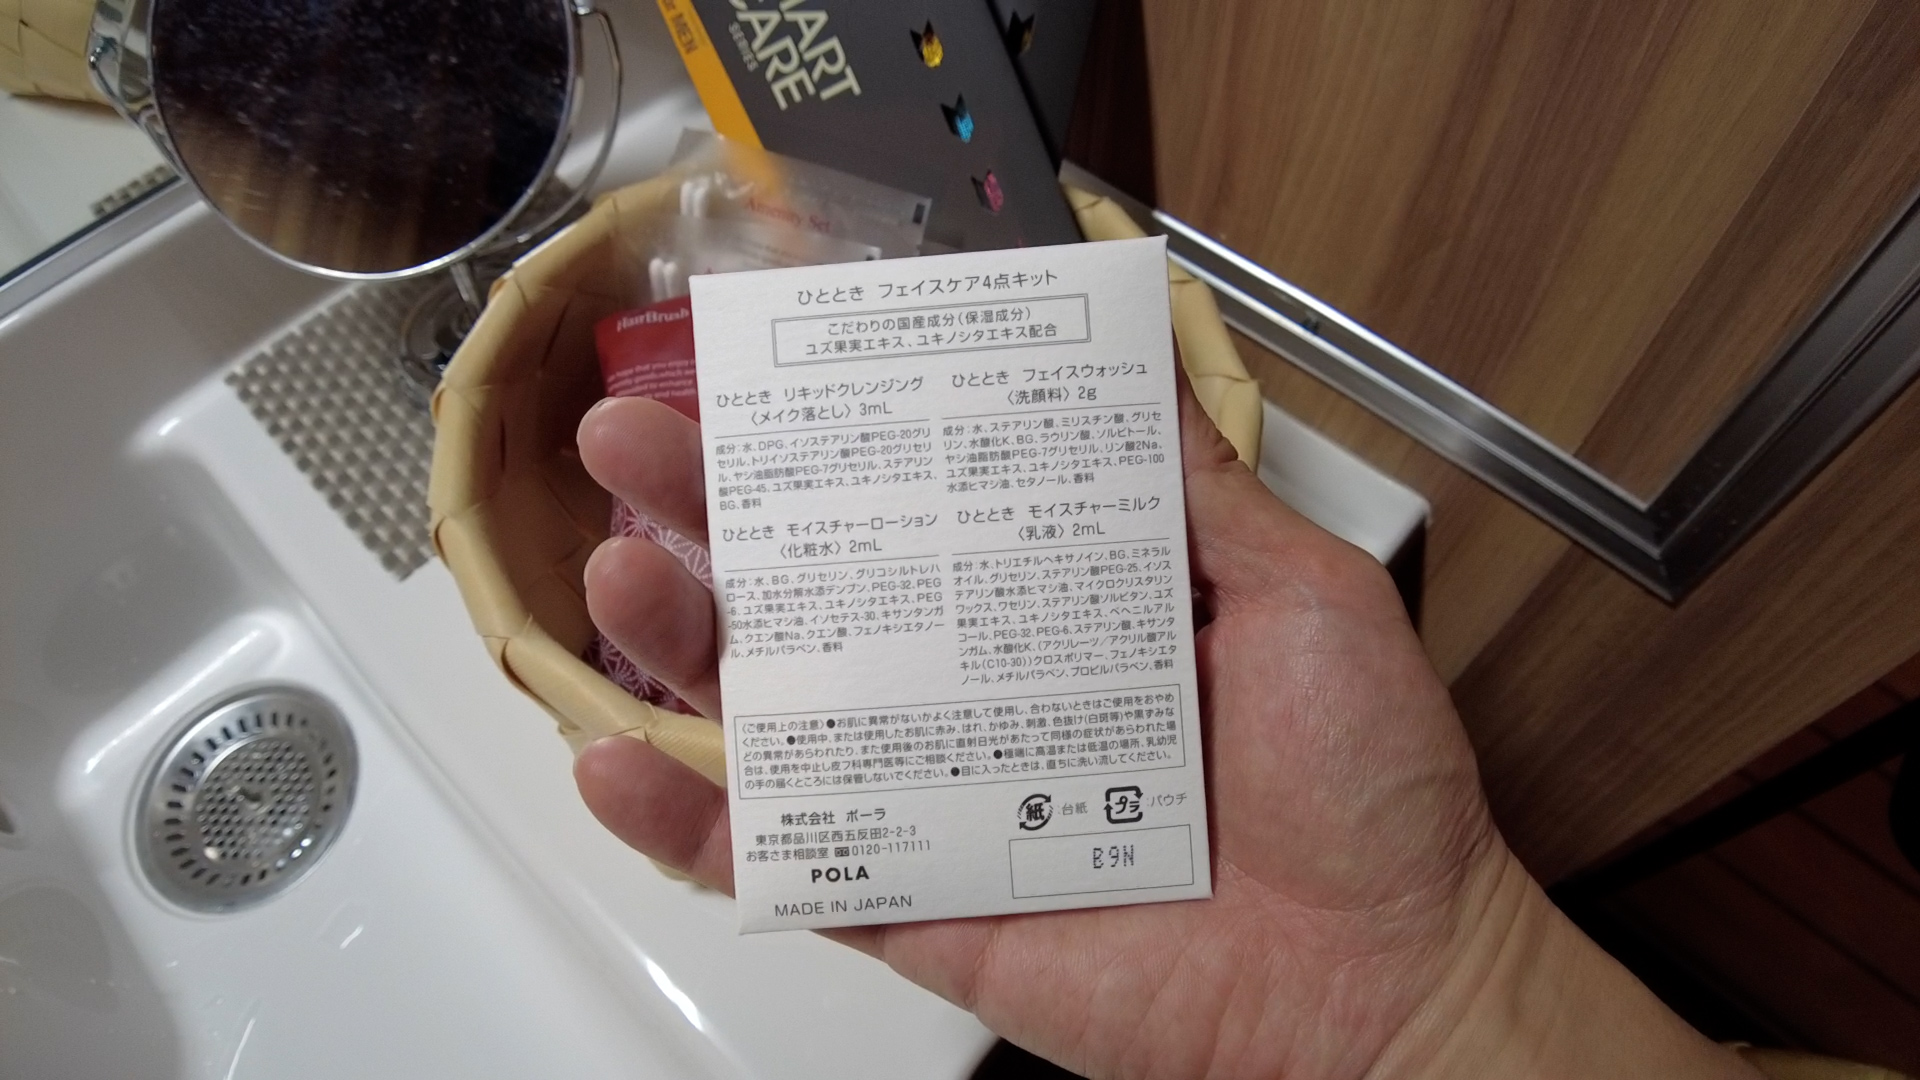 for MEN
SMART
CARE
SERIES
Amenity Set
HairBrush
ひととき フェイスケア4点キット
こだわりの国産成分(保湿成分)
ユズ果実エキス、ユキノシタエキス配合
ひととき リキッドクレンジング
〈メイク落とし〉3mL
成分:水、DPG、イソステアリン酸PEG-20グリ
セリル、トリイソステアリン酸PEG-20グリセリ
ル、ヤシ油脂肪酸PEG-7グリセリル、ステアリン
酸PEG-45、ユズ果実エキス、ユキノシタエキス、
BG、香料
ひととき フェイスウォッシュ
〈洗顔料〉2g
成分:水、ステアリン酸、ミリスチン酸、グリセ
リン、水酸化K、BG、ラウリン酸、ソルビトール、
ヤシ油脂肪酸PEG-7グリセリル、リン酸2Na、
ユズ果実エキス、ユキノシタエキス、PEG-100
水添ヒマシ油、セタノール、香料
ひととき モイスチャーローション
〈化粧水〉2mL
成分:水、BG、グリセリン、グリコシルトレハ
ロース、加水分解水添デンプン、PEG-32、PEG
-6、ユズ果実エキス、ユキノシタエキス、PEG
-50水添ヒマシ油、イソセテス-30、キサンタンガ
ム、クエン酸Na、クエン酸、フェノキシエタノー
ル、メチルパラベン、香料
ひととき モイスチャーミルク
〈乳液〉2mL
成分:水、トリエチルヘキサノイン、BG、ミネラル
オイル、グリセリン、ステアリン酸PEG-25、イソス
テアリン酸水添ヒマシ油、マイクロクリスタリン
ワックス、ワセリン、ステアリン酸ソルビタン、ユズ
果実エキス、ユキノシタエキス、ベヘニルアル
コール、PEG-32、PEG-6、ステアリン酸、キサンタ
ンガム、水酸化K、(アクリレーツ/アクリル酸アル
キル(C10-30))クロスポリマー、フェノキシエタ
ノール、メチルパラベン、プロピルパラベン、香料
〈ご使用上の注意〉●お肌に異常がないかよく注意して使用し、合わないときはご使用をおやめ
ください。●使用中、または使用したお肌に赤み、はれ、かゆみ、刺激、色抜け(白斑等)や黒ずみな
どの異常があらわれたり、また使用後のお肌に直射日光があたって同様の症状があらわれた場
合は、使用を中止し皮フ科専門医等にご相談ください。●極端に高温または低温の場所、乳幼児
の手の届くところには保管しないでください。●目に入ったときは、直ちに洗い流してください。
株式会社 ポーラ
東京都品川区西五反田2-2-3
お客さま相談室 0120-117111
POLA
MADE IN JAPAN
紙:台紙
プラ:パウチ
B9N